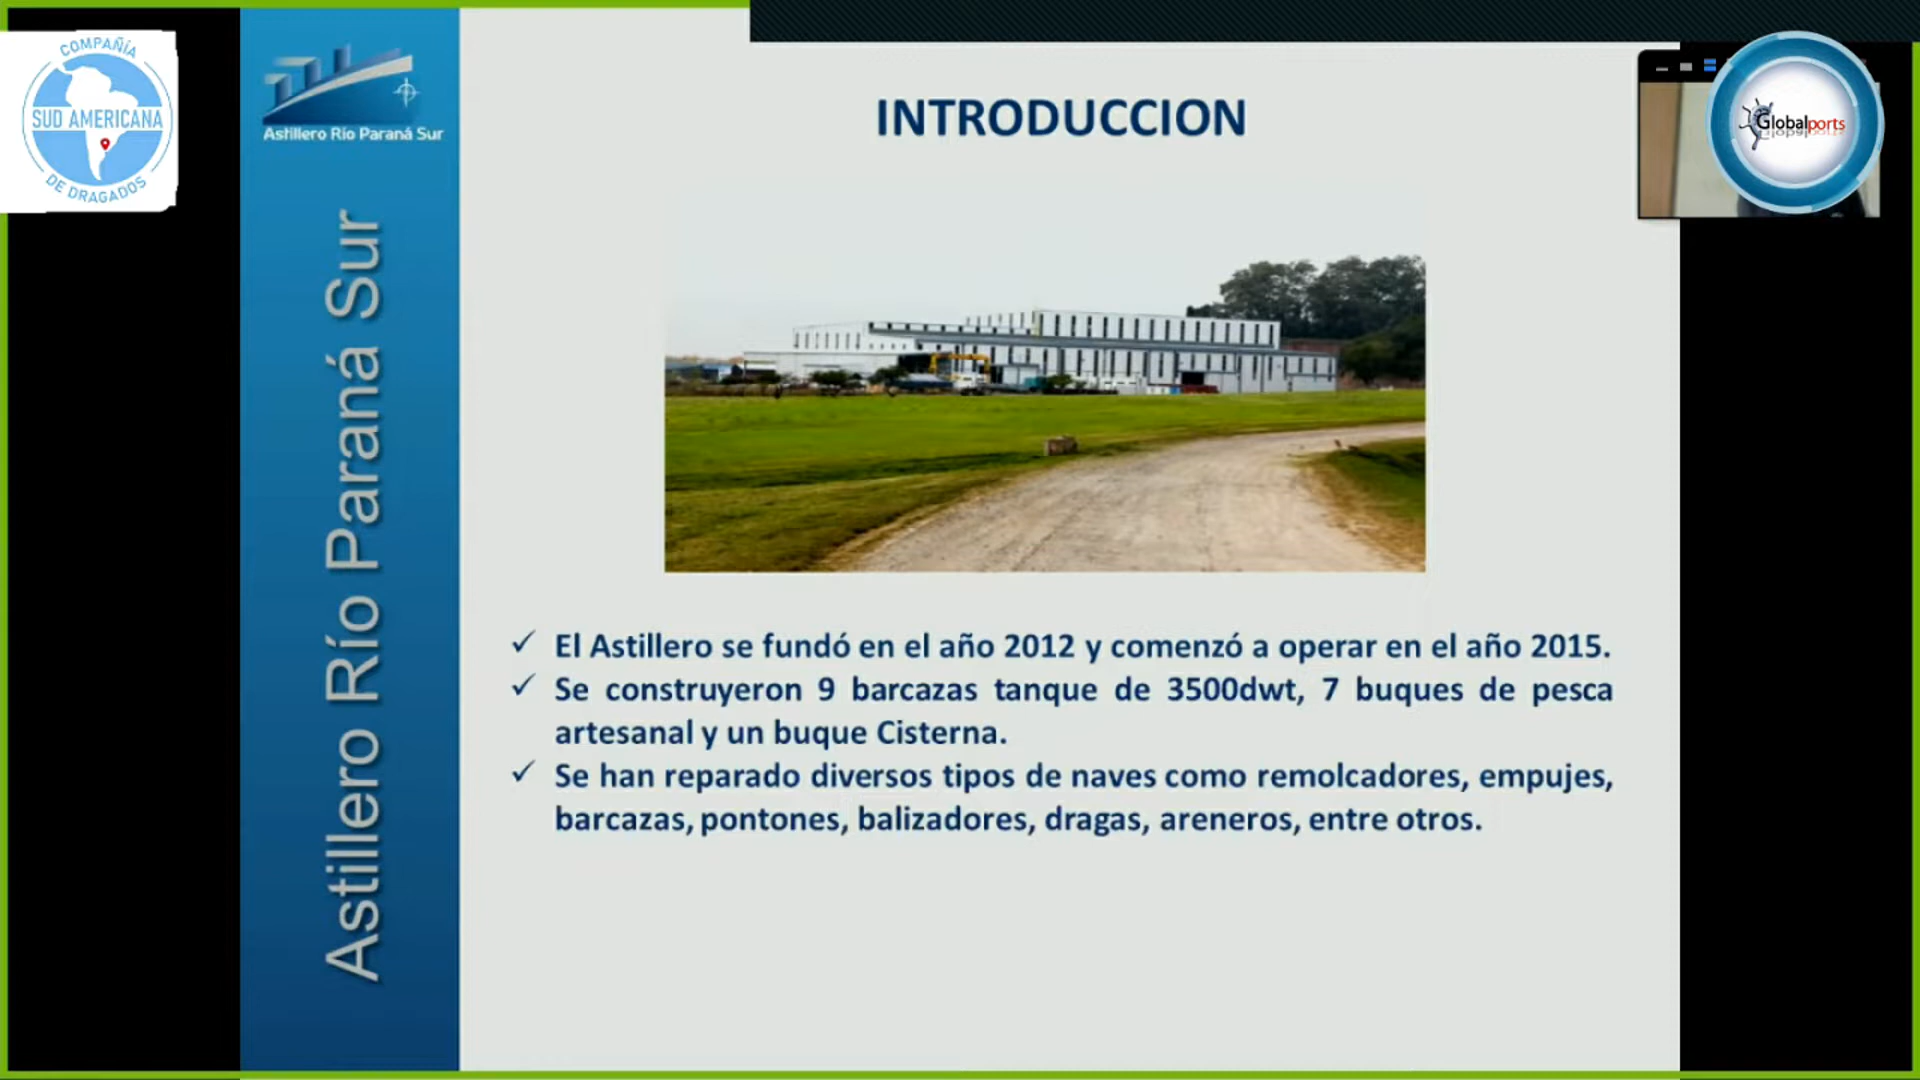 COMPAÑÍA
SUD AMERICANA
DE DRAGADOS
Astillero Río Paraná Sur
Astillero Río Paraná Sur
INTRODUCCION
Globalports
✓ El Astillero se fundó en el año 2012 y comenzó a operar en el año 2015.
✓ Se construyeron 9 barcazas tanque de 3500dwt, 7 buques de pesca
artesanal y un buque Cisterna.
✓ Se han reparado diversos tipos de naves como remolcadores, empujes,
barcazas, pontones, balizadores, dragas, areneros, entre otros.